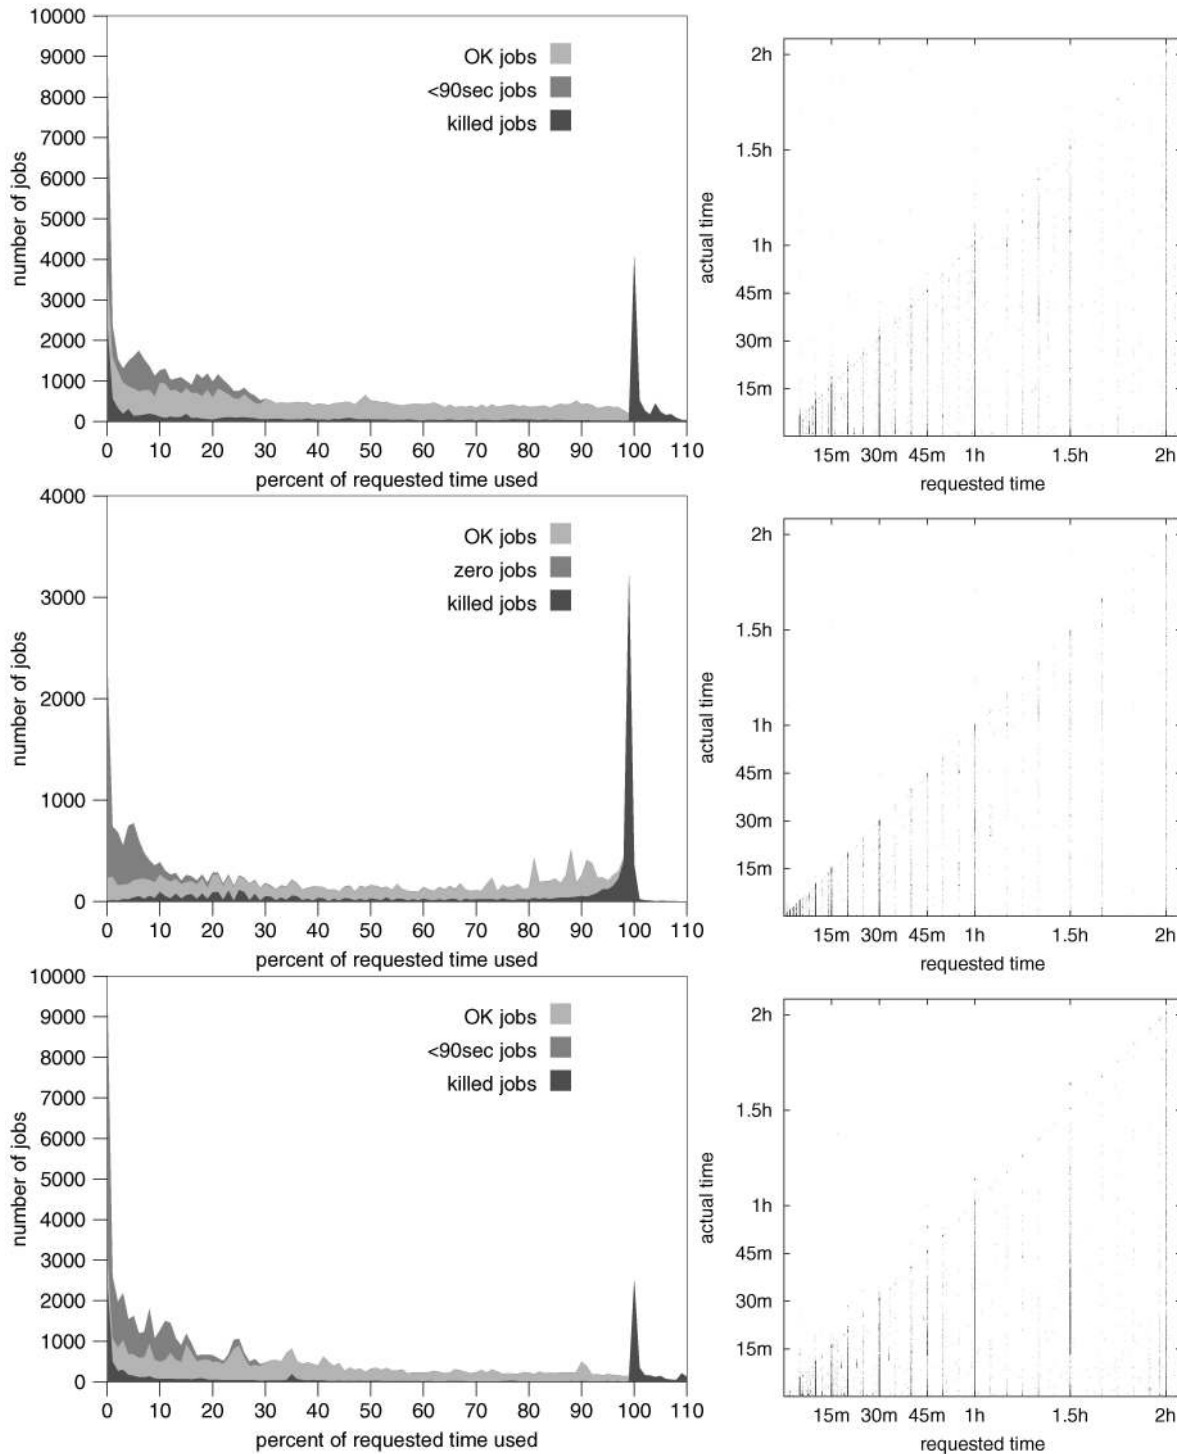 10000
9000
8000
7000
6000
5000
4000
3000
2000
1000
0
number of jobs
OK jobs
<90sec jobs
killed jobs
0 10 20 30 40 50 60 70 80 90 100 110
percent of requested time used
2h
1.5h
1h
45m
30m
15m
actual time
15m 30m 45m 1h 1.5h 2h
requested time
4000
3000
2000
1000
0
number of jobs
OK jobs
zero jobs
killed jobs
0 10 20 30 40 50 60 70 80 90 100 110
percent of requested time used
2h
1.5h
1h
45m
30m
15m
actual time
15m 30m 45m 1h 1.5h 2h
requested time
10000
9000
8000
7000
6000
5000
4000
3000
2000
1000
0
number of jobs
OK jobs
<90sec jobs
killed jobs
0 10 20 30 40 50 60 70 80 90 100 110
percent of requested time used
2h
1.5h
1h
45m
30m
15m
actual time
15m 30m 45m 1h 1.5h 2h
requested time